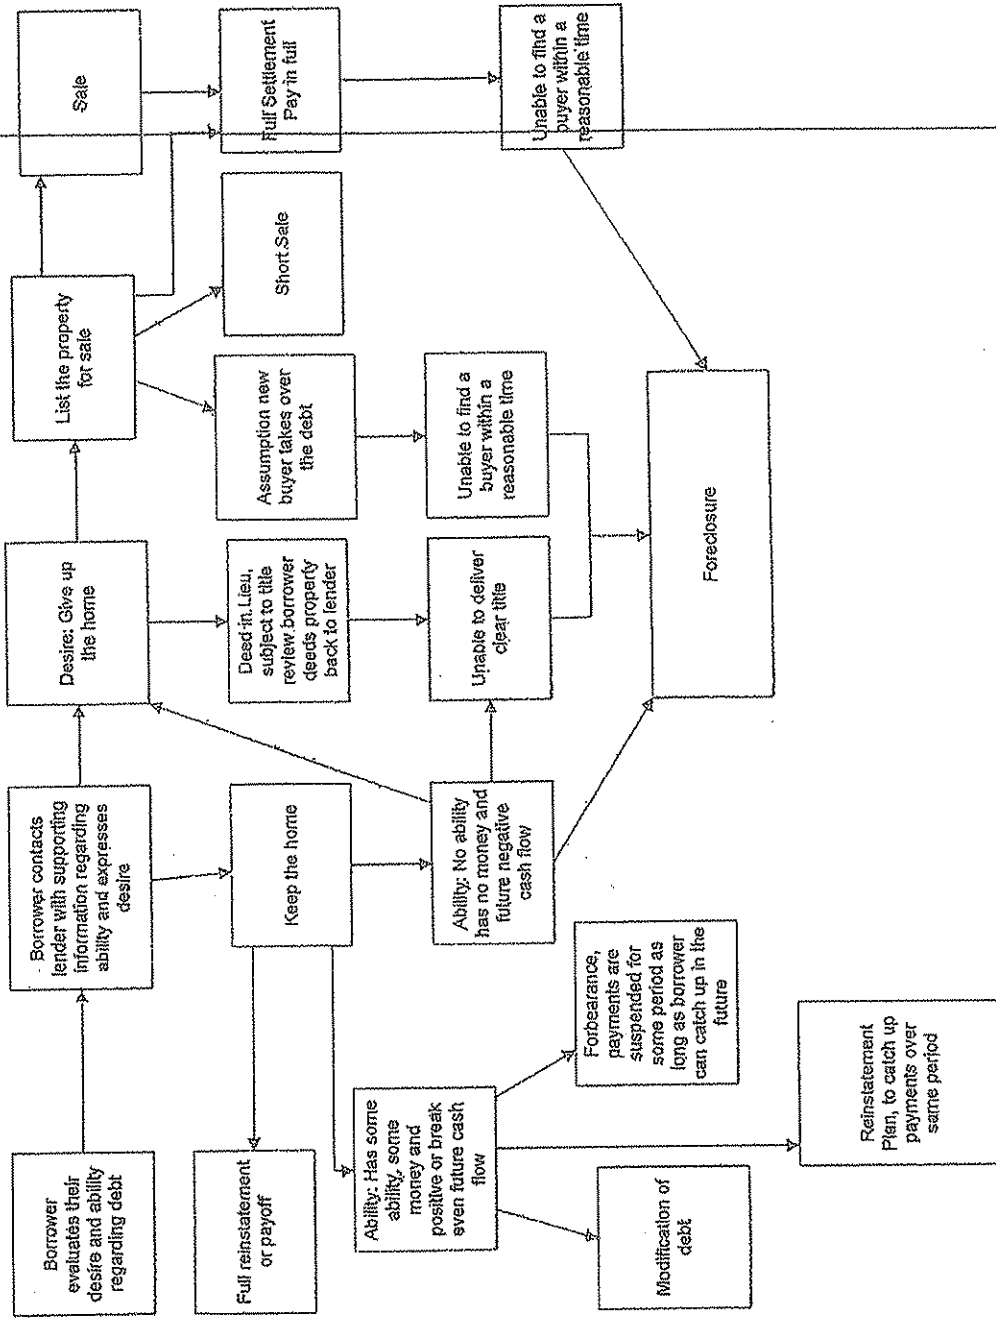 Borrower
evaluates their
desire and ability
regarding debt
Borrower contacts
lender with supporting
information regarding
ability and expresses
desire
Desire: Give up
the home
List the property
for sale
Sale
Full reinstatement
or payoff
Keep the home
Deed in Lieu,
subject to title
review borrower
deeds property
back to lender
Assumption new
buyer takes over
the debt
Short Sale
Full Settlement
Pay in full
Ability: Has some
ability, some
money and
positive or break
even future cash
flow
Ability: No ability
has no money and
future negative
cash flow
Unable to deliver
clear title
Unable to find a
buyer within a
reasonable time
Unable to find a
buyer within a
reasonable time
Modification of
debt
Forbearance,
payments are
suspended for
some period as
long as borrower
can catch up in the
future
Foreclosure
Reinstatement
Plan, to catch up
payments over
same period